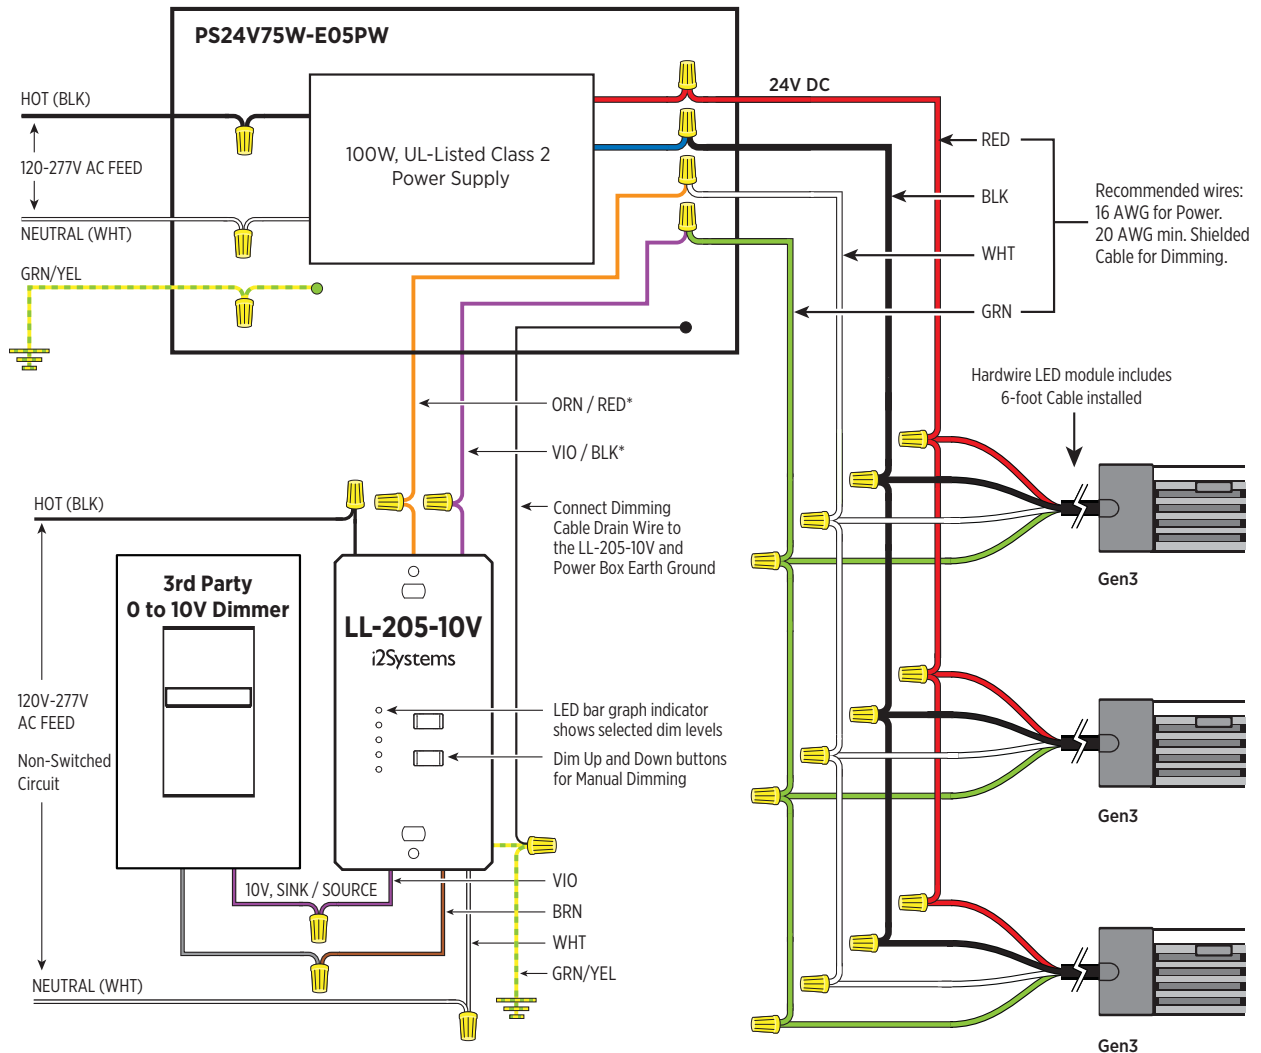 PS24V75W-E05PW
24V DC
HOT (BLK)
100W, UL-Listed Class 2
Power Supply
120-277V AC FEED
NEUTRAL (WHT)
GRN/YEL
RED
BLK
WHT
GRN
Recommended wires:
16 AWG for Power.
20 AWG min. Shielded
Cable for Dimming.
Hardwire LED module includes
6-foot Cable installed
ORN / RED*
VIO / BLK*
HOT (BLK)
Connect Dimming
Cable Drain Wire to
the LL-205-10V and
Power Box Earth Ground
3rd Party
0 to 10V Dimmer
LL-205-10V
i2Systems
Gen3
120V-277V
AC FEED
Non-Switched
Circuit
LED bar graph indicator
shows selected dim levels
Dim Up and Down buttons
for Manual Dimming
Gen3
10V, SINK / SOURCE
VIO
BRN
WHT
GRN/YEL
NEUTRAL (WHT)
Gen3